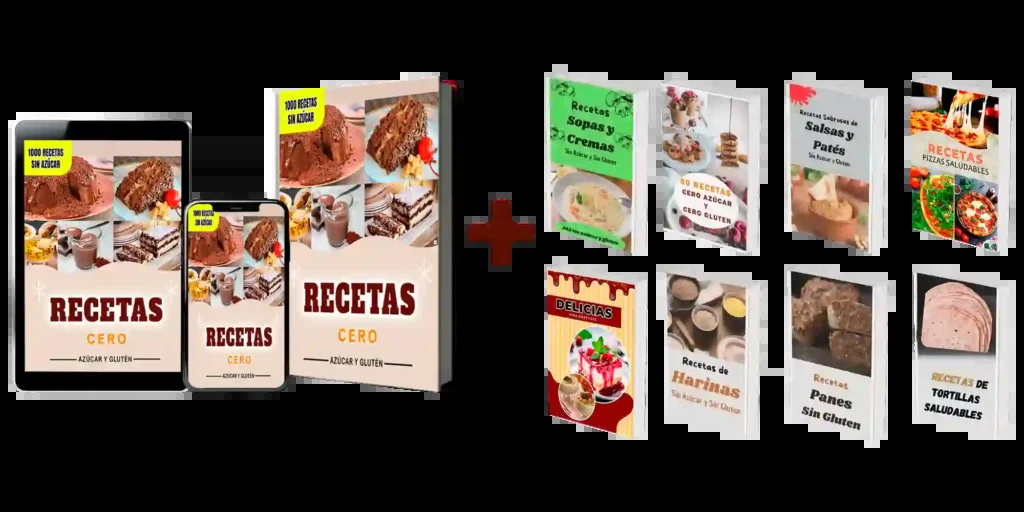 1000 RECETAS
SIN AZÚCAR
RECETAS
CERO
AZÚCAR Y GLUTÉN
1000 RECETAS
SIN AZÚCAR
RECETAS
CERO
AZÚCAR Y GLUTÉN
1000 RECETAS
SIN AZÚCAR
RECETAS
CERO
AZÚCAR Y GLUTÉN
Recetas
Sopas y
Cremas
Sin Azúcar y Sin Gluten
RECETAS
CERO AZÚCAR
Y
CERO GLUTEN
Recetas Sabrosas de
Salsas y
Patés
Sin Azúcar y Gluten
RECETAS
PIZZAS SALUDABLES
DELICIAS
Recetas de
Harinas
Sin Azúcar y Sin Gluten
Recetas
Panes
Sin Gluten
RECETAS DE
TORTILLAS
SALUDABLES